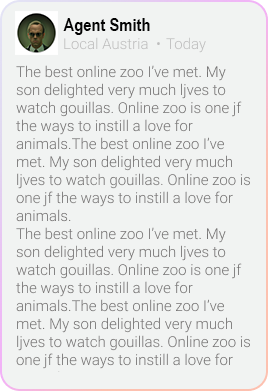 Agent Smith
Local Austria • Today
The best online zoo I've met. My
son delighted very much ljves to
watch gouillas. Online zoo is one jf
the ways to instill a love for
animals.The best online zoo I've
met. My son delighted very much
ljves to watch gouillas. Online zoo is
one jf the ways to instill a love for
animals.
The best online zoo I've met. My
son delighted very much ljves to
watch gouillas. Online zoo is one jf
the ways to instill a love for
animals.The best online zoo I've
met. My son delighted very much
ljves to watch gouillas. Online zoo is
one jf the ways to instill a love for